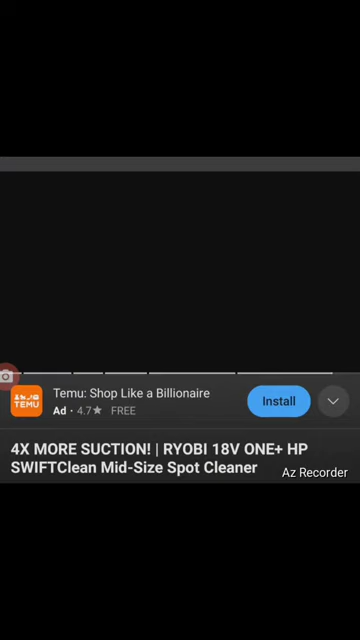 TEMU
Temu: Shop Like a Billionaire
Ad • 4.7★ FREE
Install
4X MORE SUCTION! | RYOBI 18V ONE+ HP
SWIFTClean Mid-Size Spot Cleaner
Az Recorder